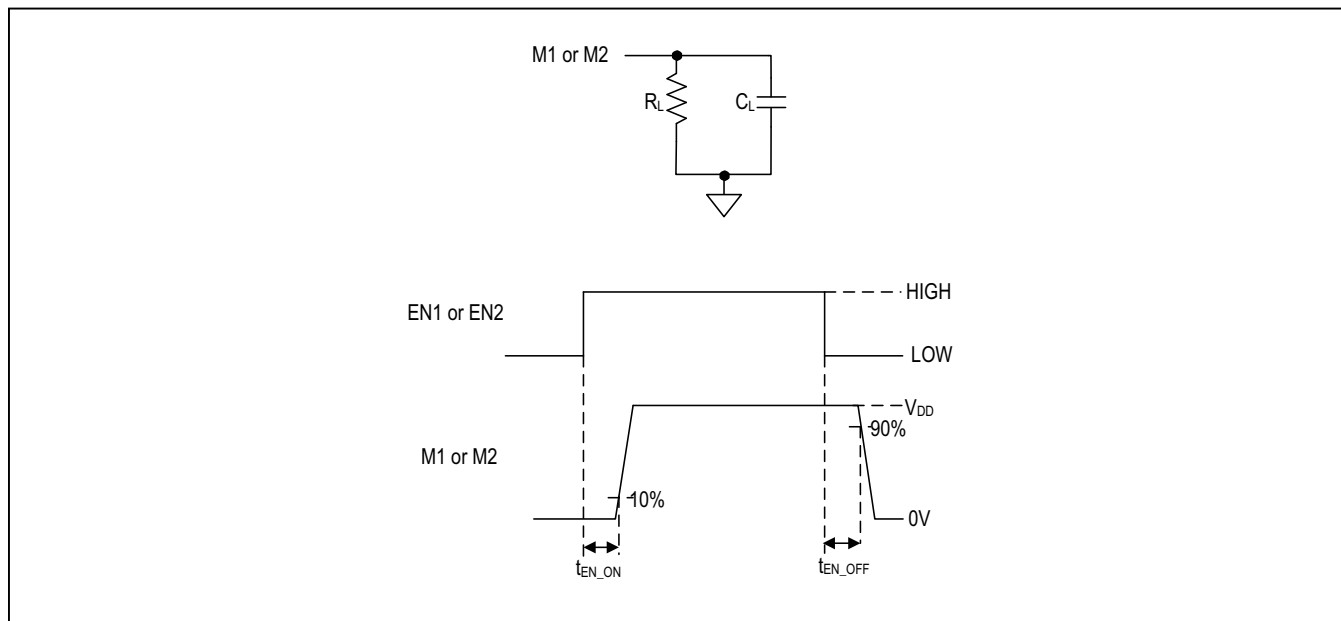 M1 or M2
RL
CL
HIGH
EN1 or EN2
LOW
VDD
90%
M1 or M2
10%
0V
tEN_ON
tEN_OFF